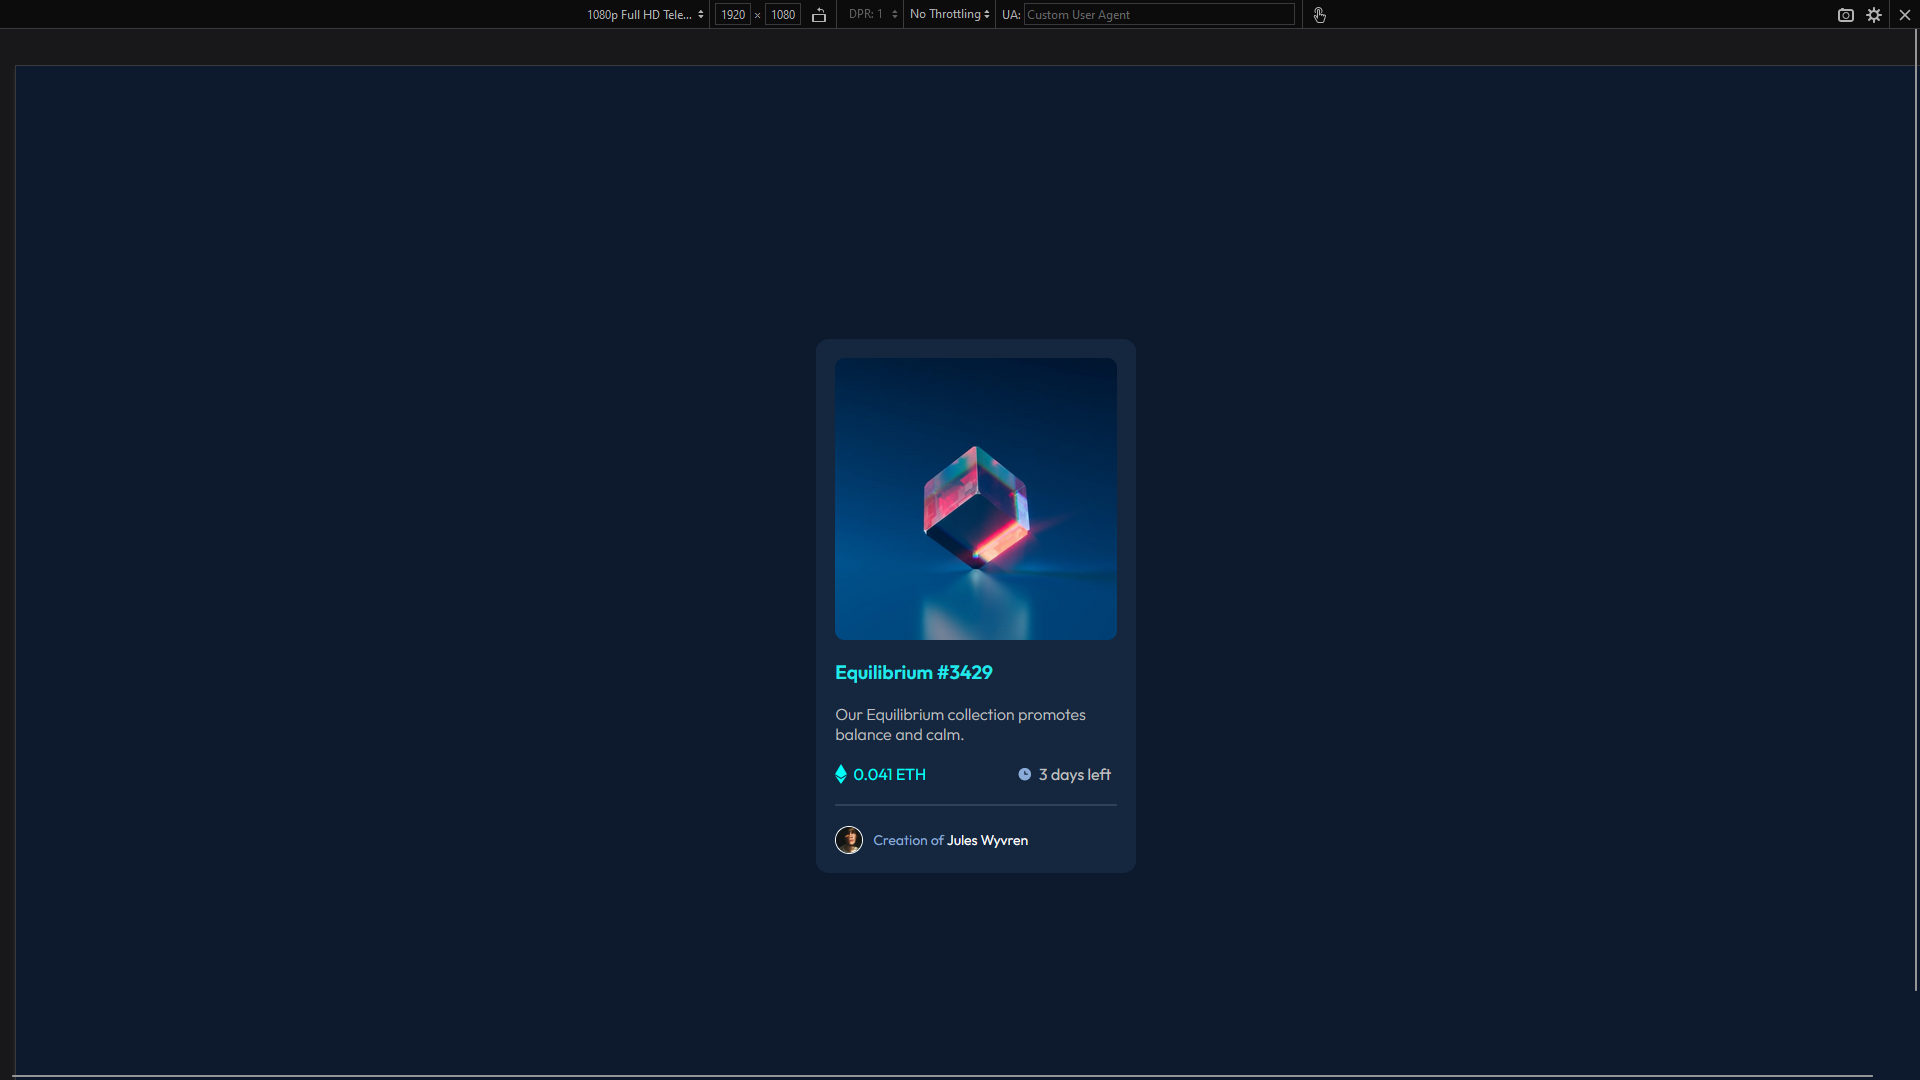 1080p Full HD Tele... 1920 × 1080 DPR: 1 No Throttling UA: Custom User Agent
Equilibrium #3429
Our Equilibrium collection promotes
balance and calm.
0.041 ETH 3 days left
Creation of Jules Wyvren